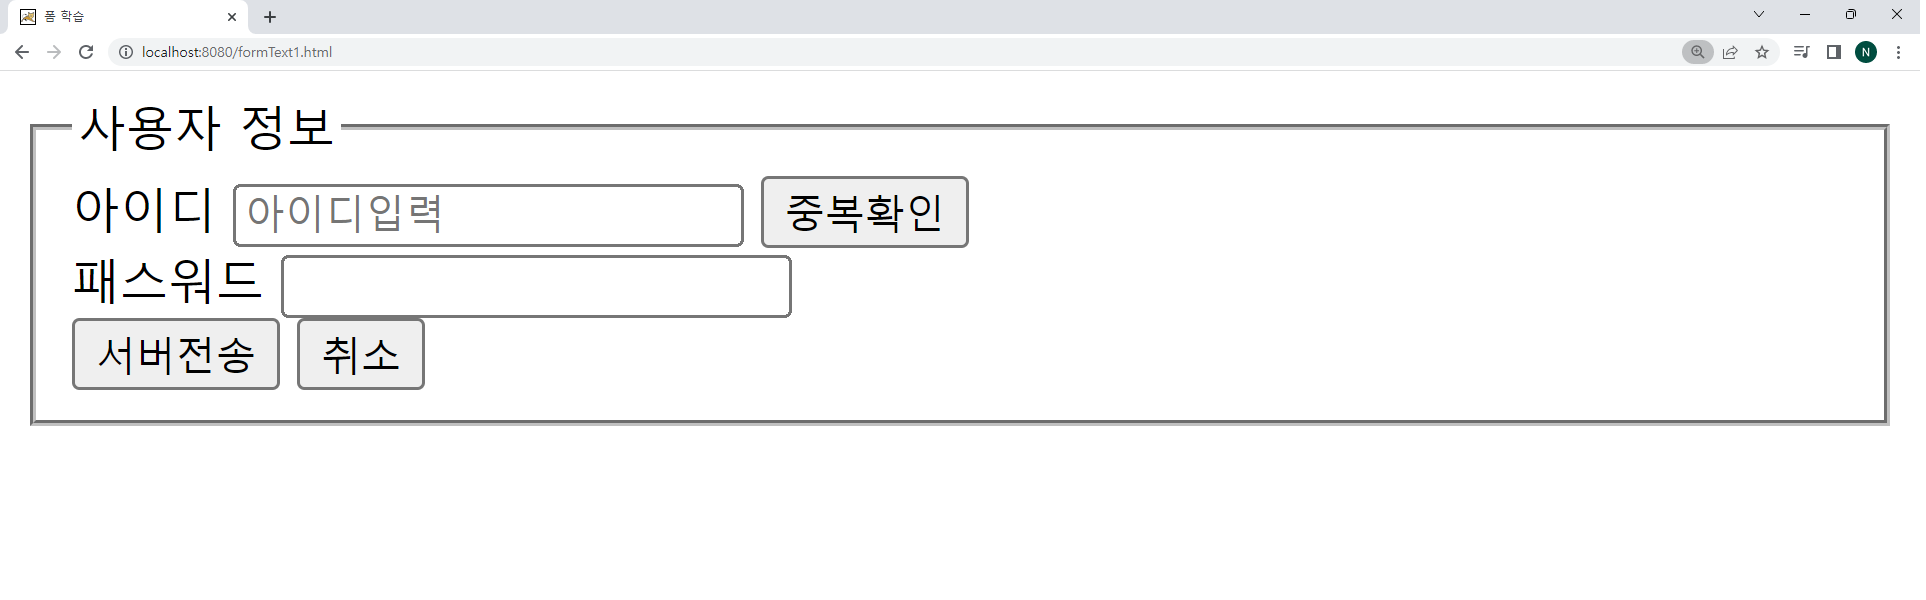 폼 학습
localhost:8080/formText1.html
N
사용자 정보
아이디 아이디입력 중복확인
패스워드
서버전송 취소